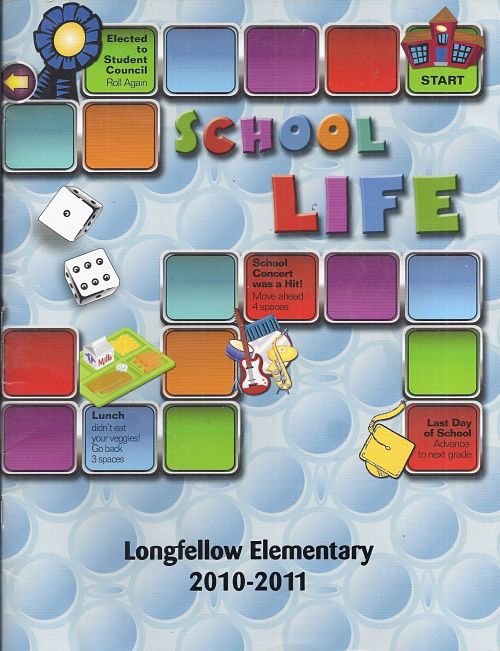 Elected
to
Student
Council
Roll Again
START
SCHOOL
LIFE
School
Concert
was a Hit!
Move ahead
4 spaces
Milk
Lunch
didn't eat
your veggies!
Go back
3 spaces
Last Day
of School
Advance
to next grade
Longfellow Elementary
2010-2011